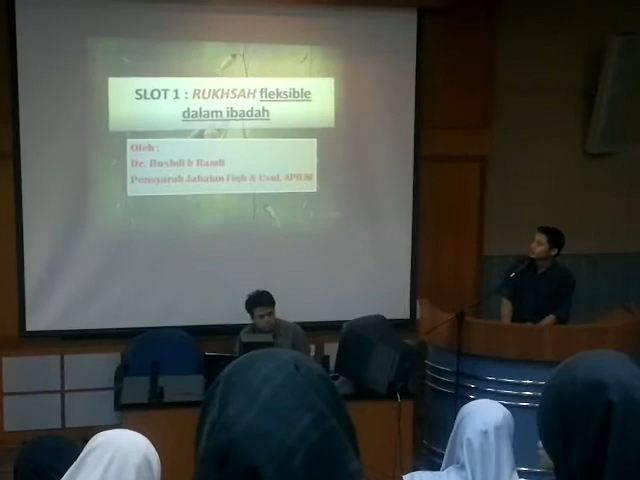 SLOT 1 : RUKHSAH fleksible
dalam ibadah
Oleh :
Dr. Rushdi b Ramli
Pensyarah Jabatan Fiqh & Usul, APIUM